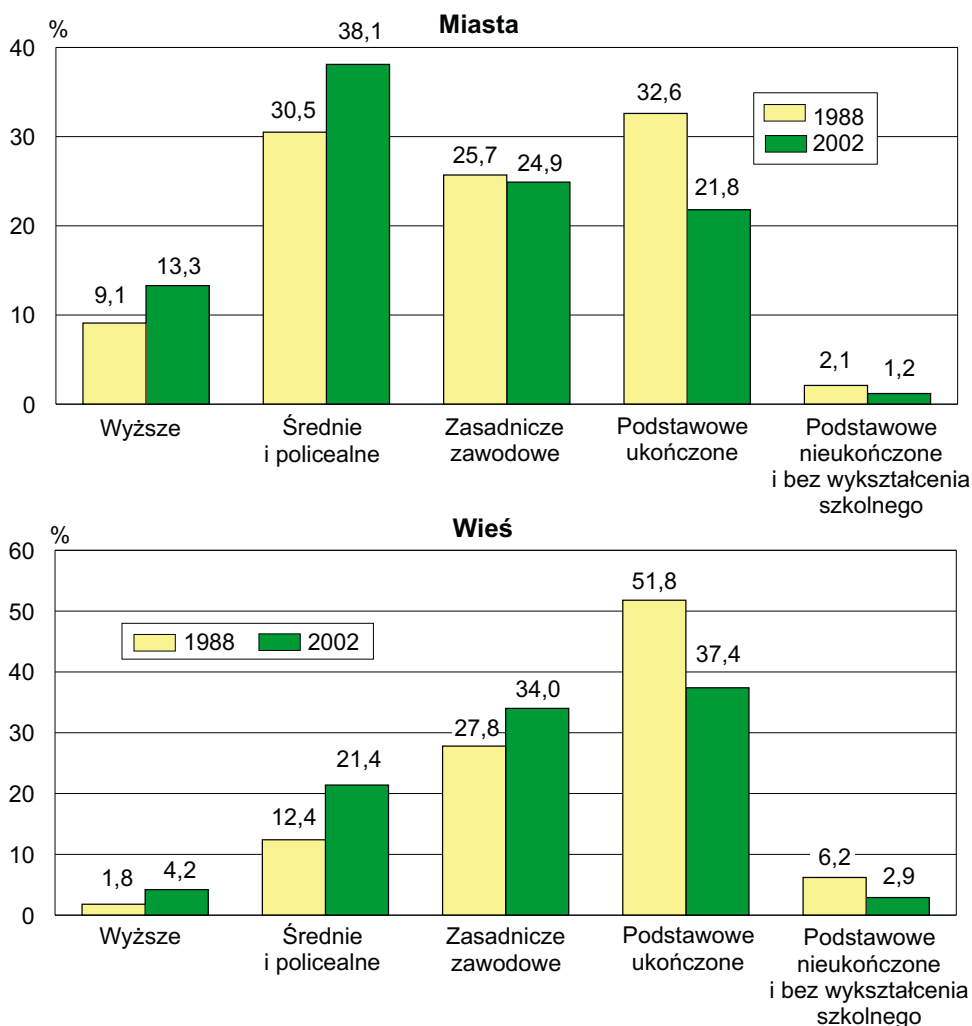 Miasta
%
40
30
20
10
0
9,1
13,3
30,5
38,1
25,7
24,9
32,6
21,8
2,1
1,2
1988
2002
Wyższe
Średnie
i policealne
Zasadnicze
zawodowe
Podstawowe
ukończone
Podstawowe
nieukończone
i bez wykształcenia
szkolnego
Wieś
%
60
50
40
30
20
10
0
1988 2002
1,8
4,2
12,4
21,4
27,8
34,0
51,8
37,4
6,2
2,9
Wyższe
Średnie
i policealne
Zasadnicze
zawodowe
Podstawowe
ukończone
Podstawowe
nieukończone
i bez wykształcenia
szkolnego